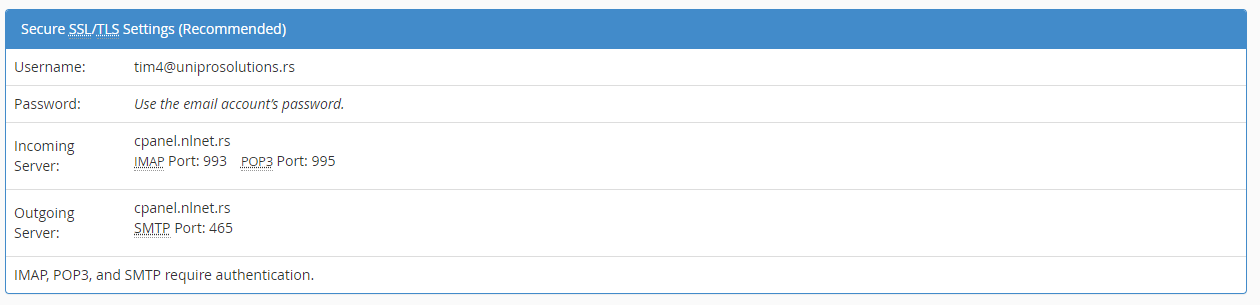 Secure SSL/TLS Settings (Recommended)
Username: tim4@uniprosolutions.rs
Password: Use the email account’s password.
Incoming Server:
cpanel.nlnet.rs
IMAP Port: 993 POP3 Port: 995
Outgoing Server:
cpanel.nlnet.rs
SMTP Port: 465
IMAP, POP3, and SMTP require authentication.